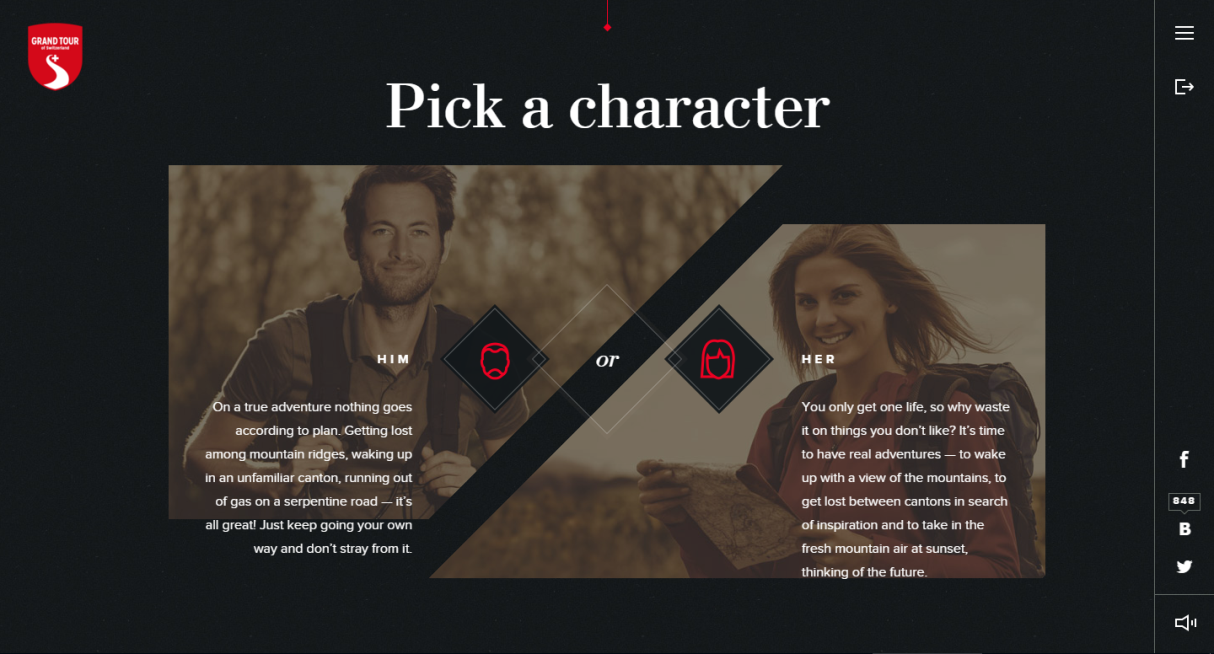 GRAND TOUR
of Switzerland
Pick a character
HIM
On a true adventure nothing goes
according to plan. Getting lost
among mountain ridges, waking up
in an unfamiliar canton, running out
of gas on a serpentine road — it's
all great! Just keep going your own
way and don't stray from it.
or
HER
You only get one life, so why waste
it on things you don't like? It's time
to have real adventures — to wake
up with a view of the mountains, to
get lost between cantons in search
of inspiration and to take in the
fresh mountain air at sunset,
thinking of the future.
848